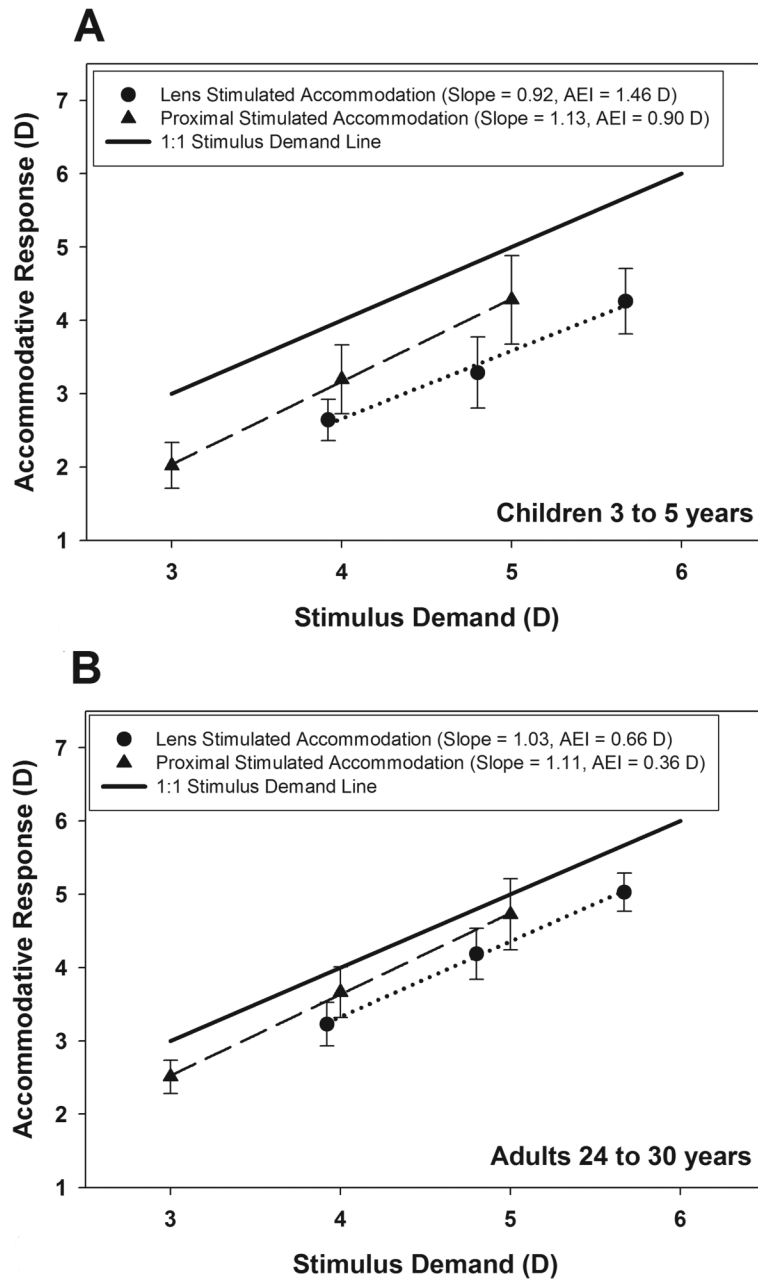 A
Lens Stimulated Accommodation (Slope = 0.92, AEI = 1.46 D)
Proximal Stimulated Accommodation (Slope = 1.13, AEI = 0.90 D)
1:1 Stimulus Demand Line
7
6
5
4
3
2
1
Accommodative Response (D)
Children 3 to 5 years
3 4 5 6
Stimulus Demand (D)
B
Lens Stimulated Accommodation (Slope = 1.03, AEI = 0.66 D)
Proximal Stimulated Accommodation (Slope = 1.11, AEI = 0.36 D)
1:1 Stimulus Demand Line
7
6
5
4
3
2
1
Accommodative Response (D)
Adults 24 to 30 years
3 4 5 6
Stimulus Demand (D)